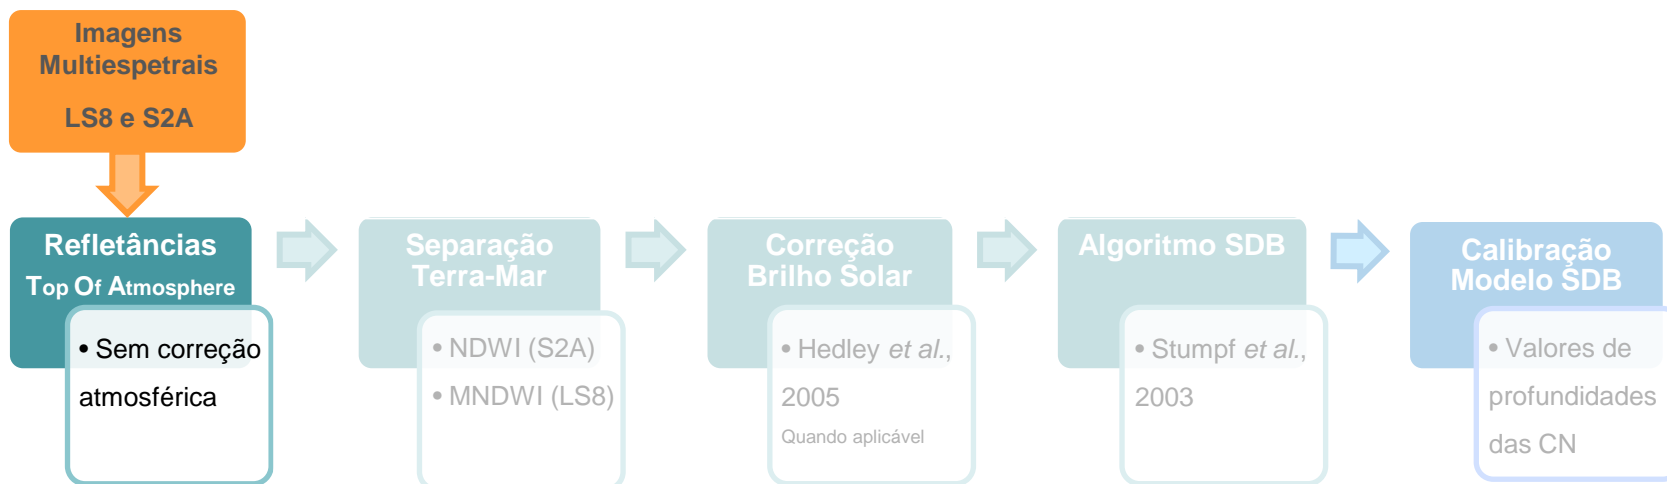 Imagens
Multiespetrais
LS8 e S2A
Refletâncias
Top Of Atmosphere
• Sem correção
atmosférica
Separação
Terra-Mar
• NDWI (S2A)
• MNDWI (LS8)
Correção
Brilho Solar
• Hedley et al.,
2005
Quando aplicável
Algoritmo SDB
• Stumpf et al.,
2003
Calibração
Modelo SDB
• Valores de
profundidades
das CN